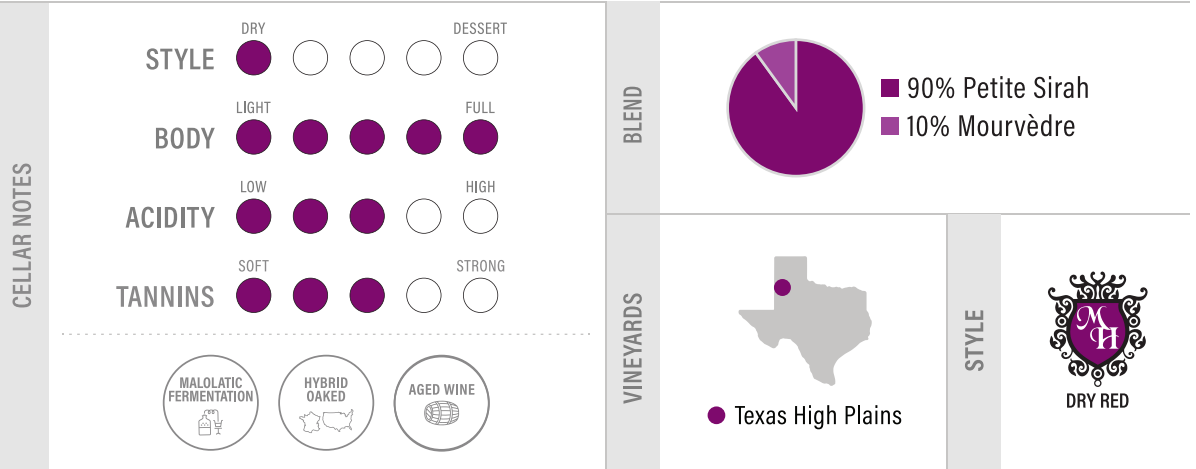 CELLAR NOTES
DRY
DESSERT
STYLE
LIGHT
FULL
BODY
LOW
HIGH
ACIDITY
SOFT
STRONG
TANNINS
MALOLATIC
FERMENTATION
HYBRID
OAKED
AGED WINE
BLEND
90% Petite Sirah
10% Mourvèdre
VINEYARDS
Texas High Plains
STYLE
MH
DRY RED